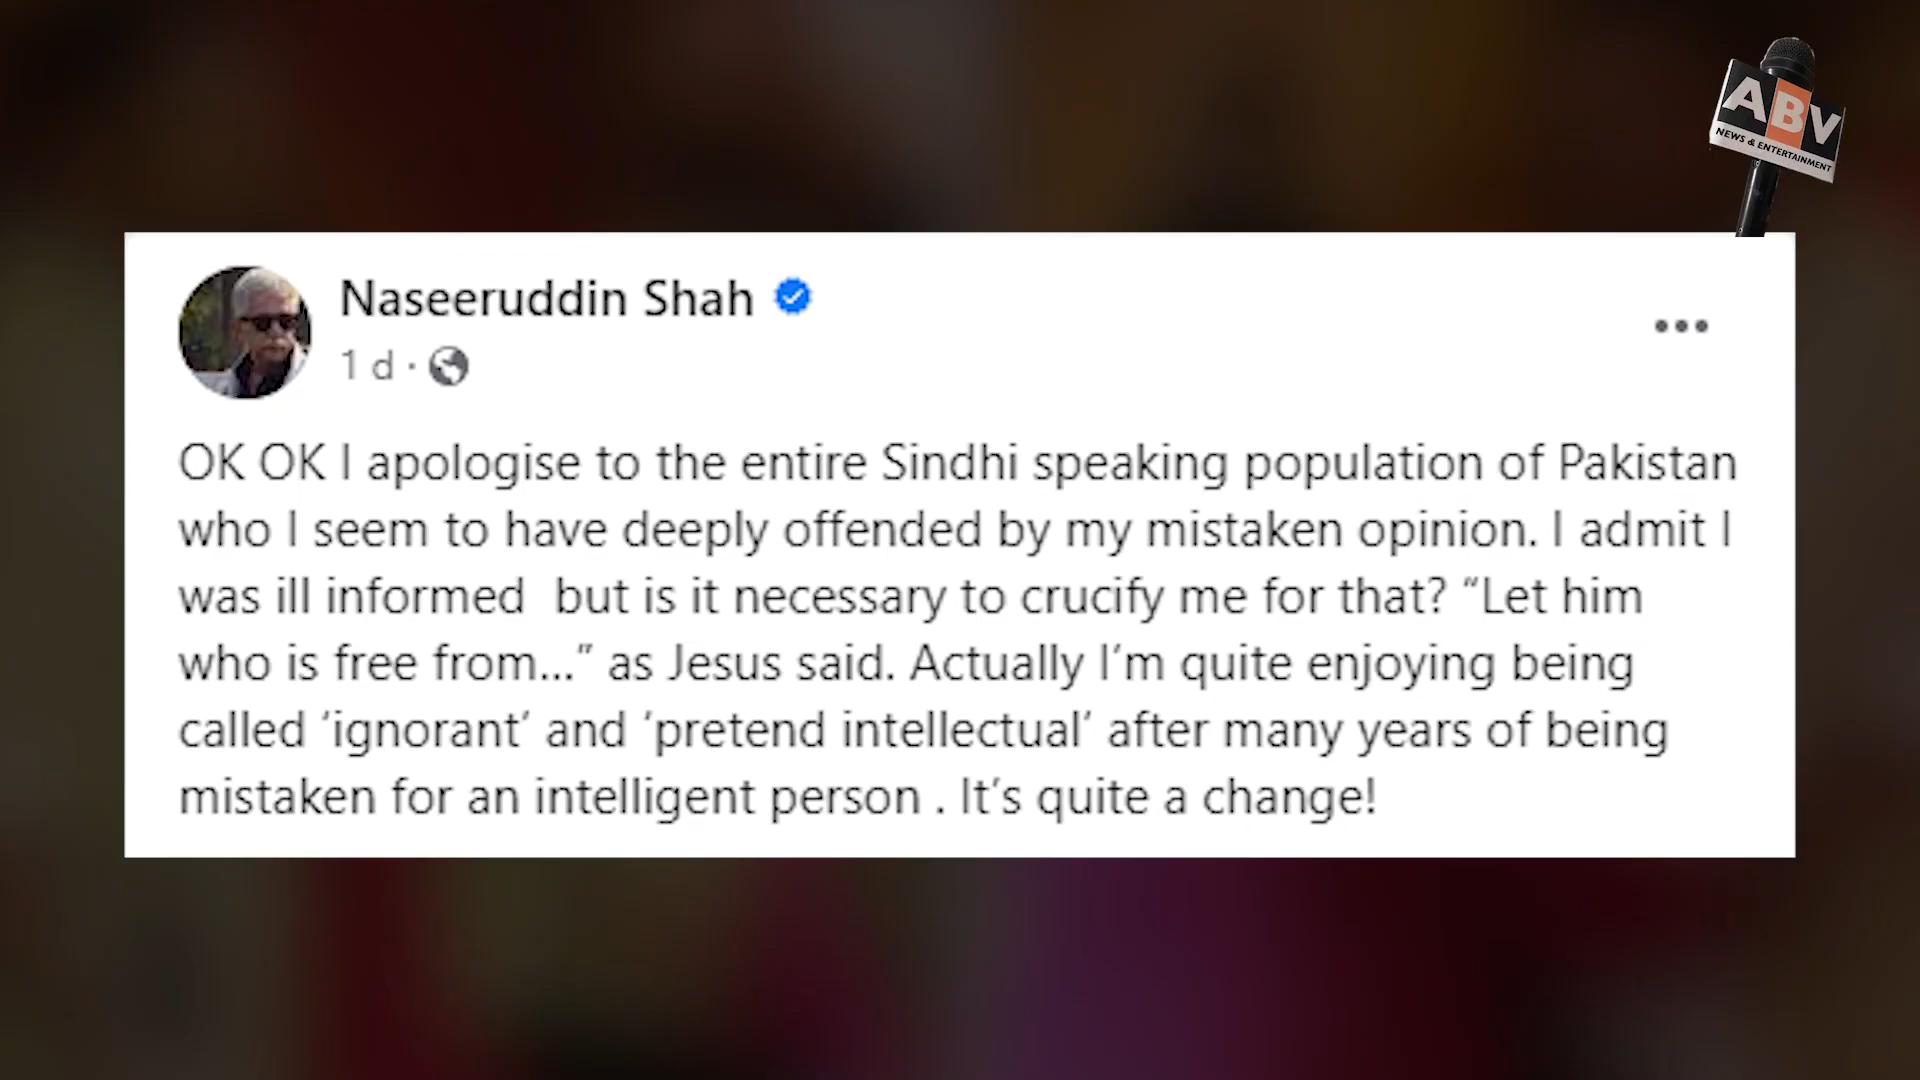 ABV
NEWS & ENTERTAINMENT
Naseeruddin Shah
1 d ·
OK OK I apologise to the entire Sindhi speaking population of Pakistan
who I seem to have deeply offended by my mistaken opinion. I admit I
was ill informed  but is it necessary to crucify me for that? “Let him
who is free from...” as Jesus said. Actually I’m quite enjoying being
called ‘ignorant’ and ‘pretend intellectual’ after many years of being
mistaken for an intelligent person . It’s quite a change!